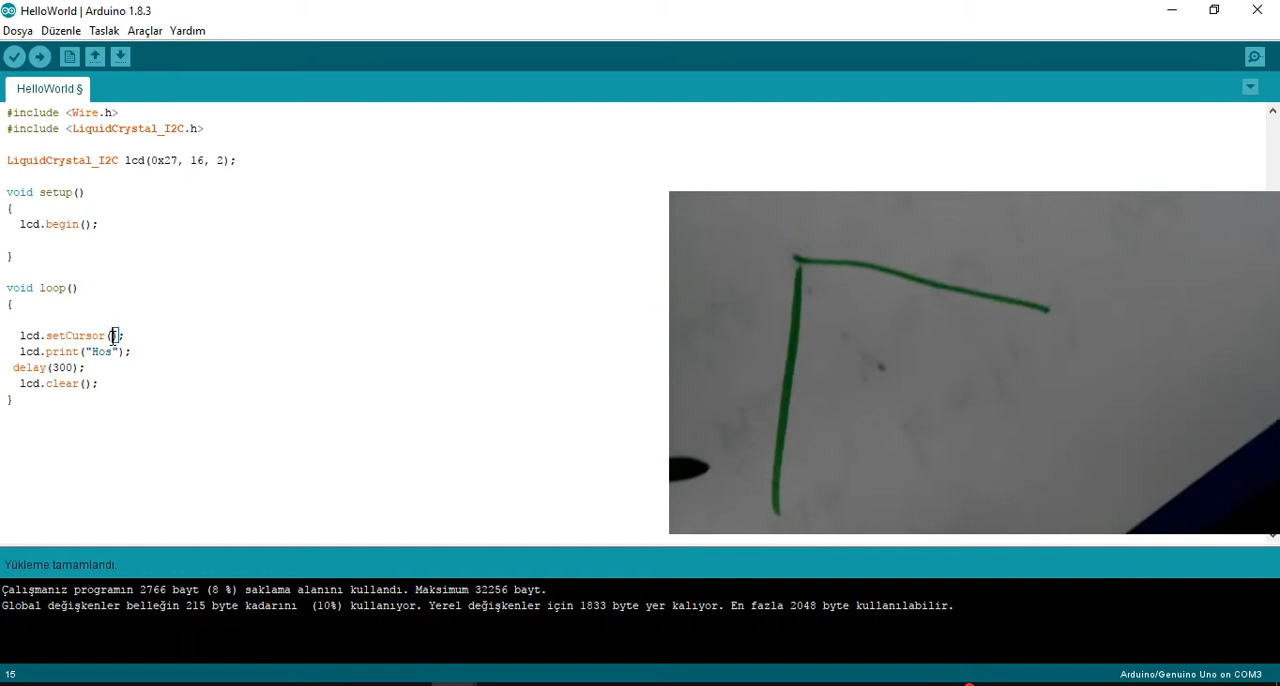 HelloWorld | Arduino 1.8.3
Dosya Düzenle Taslak Araçlar Yardım
HelloWorld §
#include <Wire.h>
#include <LiquidCrystal_I2C.h>
LiquidCrystal_I2C lcd(0x27, 16, 2);
void setup()
{
lcd.begin();
}
void loop()
{
lcd.setCursor();
lcd.print("Hos");
delay(300);
lcd.clear();
}
Yükleme tamamlandı.
Çalışmanız programın 2766 bayt (8 %) saklama alanını kullandı. Maksimum 32256 bayt.
Global değişkenler belleğin 215 byte kadarını (10%) kullanıyor. Yerel değişkenler için 1833 byte yer kalıyor. En fazla 2048 byte kullanılabilir.
15 Arduino/Genuino Uno on COM3